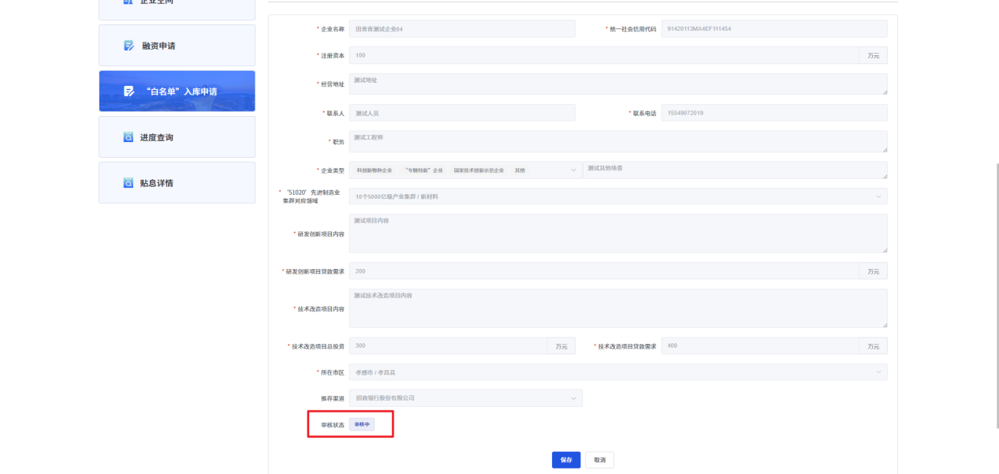 企业空间
融资申请
“白名单”入库申请
进度查询
贴息详情
* 企业名称 田青青测试企业04 * 统一社会信用代码 91420113MA4EF111454
* 注册资本 100 万元
* 经营地址 测试地址
* 联系人 测试人员 * 联系电话 15549072019
* 职务 测试工程师
* 企业类型 科创新物种企业 “专精特新”企业 国家技术创新示范企业 其他 测试其他场景
* ‘51020’先进制造业
集群对应领域 10个5000亿级产业集群 / 新材料
* 研发创新项目内容 测试项目内容
* 研发创新项目贷款需求 200 万元
* 技术改造项目内容 测试技术改造项目内容
* 技术改造项目总投资 300 万元 * 技术改造项目贷款需求 400 万元
* 所在市区 孝感市 / 孝昌县
推荐渠道 招商银行股份有限公司
审核状态 审核中
保存 取消